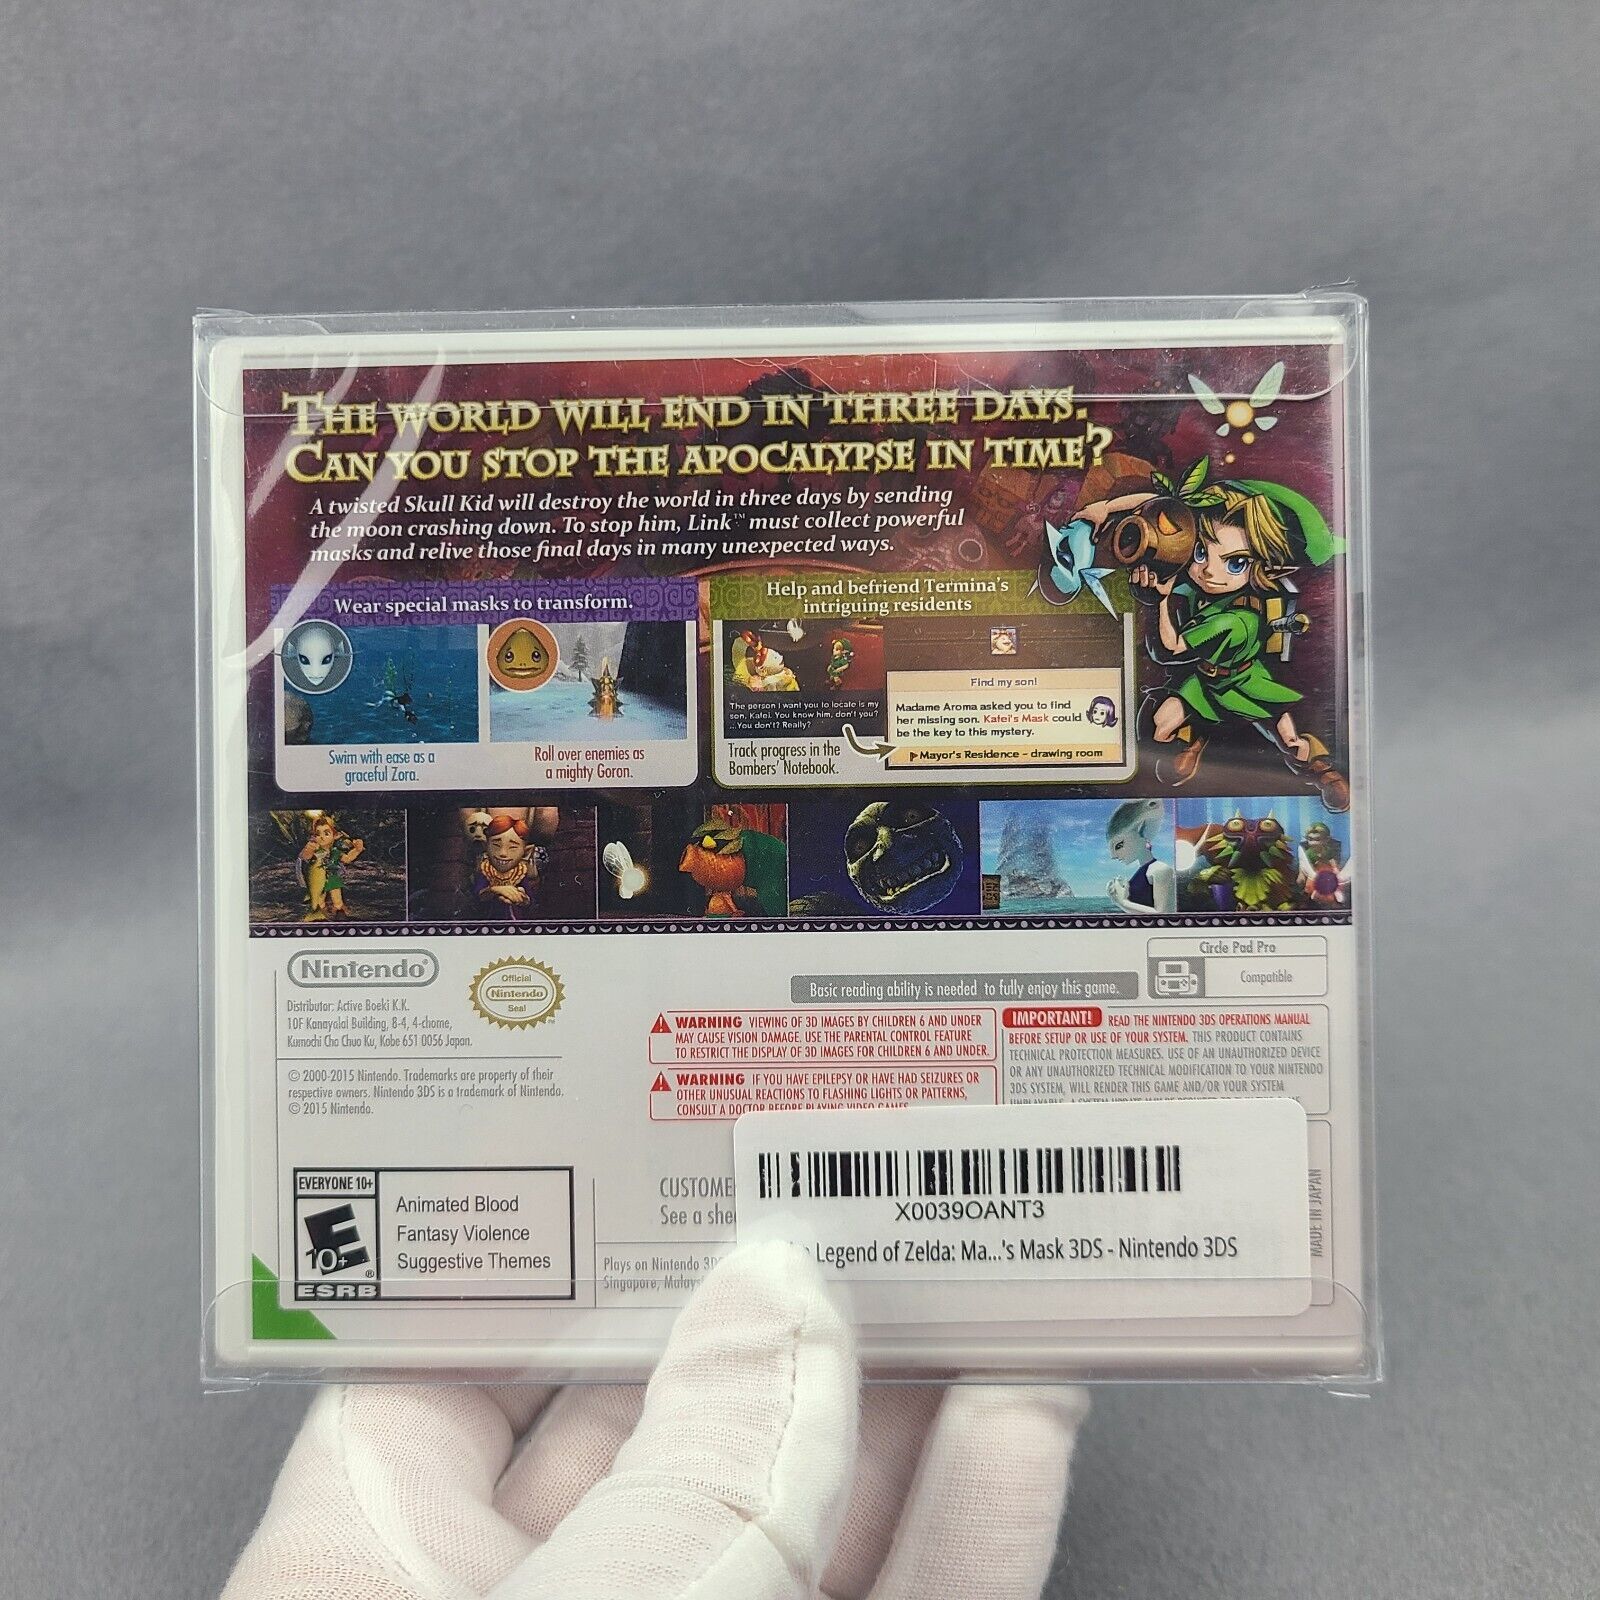 THE WORLD WILL END IN THREE DAYS.
CAN YOU STOP THE APOCALYPSE IN TIME?
A twisted Skull Kid will destroy the world in three days by sending
the moon crashing down. To stop him, Link™ must collect powerful
masks and relive those final days in many unexpected ways.
Wear special masks to transform.
Swim with ease as a
graceful Zora.
Roll over enemies as
a mighty Goron.
Help and befriend Termina's
intriguing residents
The person I want you to locate is my
son, Kafei. You know him, don't you?
...You don't? Really?
Track progress in the
Bombers' Notebook.
Find my son!
Madame Aroma asked you to find
her missing son. Kafei's Mask could
be the key to this mystery.
Mayor's Residence - drawing room
Nintendo
Distributor: Active Boeki K.K.
10F Kanayalai Building, 8-4, 4-chome,
Kumochi Cho Chuo Ku, Kobe 651 0056 Japan.
Official
Nintendo
Seal
© 2000-2015 Nintendo. Trademarks are property of their
respective owners. Nintendo 3DS is a trademark of Nintendo.
© 2015 Nintendo.
Basic reading ability is needed to fully enjoy this game.
Circle Pad Pro
Compatible
WARNING VIEWING OF 3D IMAGES BY CHILDREN 6 AND UNDER
MAY CAUSE VISION DAMAGE. USE THE PARENTAL CONTROL FEATURE
TO RESTRICT THE DISPLAY OF 3D IMAGES FOR CHILDREN 6 AND UNDER.
WARNING IF YOU HAVE EPILEPSY OR HAVE HAD SEIZURES OR
OTHER UNUSUAL REACTIONS TO FLASHING LIGHTS OR PATTERNS,
CONSULT A DOCTOR BEFORE PLAYING VIDEO GAMES
IMPORTANT! READ THE NINTENDO 3DS OPERATIONS MANUAL
BEFORE SETUP OR USE OF YOUR SYSTEM. THIS PRODUCT CONTAINS
TECHNICAL PROTECTION MEASURES. USE OF AN UNAUTHORIZED DEVICE
OR ANY UNAUTHORIZED TECHNICAL MODIFICATION TO YOUR NINTENDO
3DS SYSTEM, WILL RENDER THIS GAME AND/OR YOUR SYSTEM
EVERYONE 10+
E
10+
®
ESRB
Animated Blood
Fantasy Violence
Suggestive Themes
CUSTOME
See a shee
Plays on Nintendo 3D
Singapore, Malays
X0039OANT3
Legend of Zelda: Ma...'s Mask 3DS - Nintendo 3DS
MADE IN JAPAN